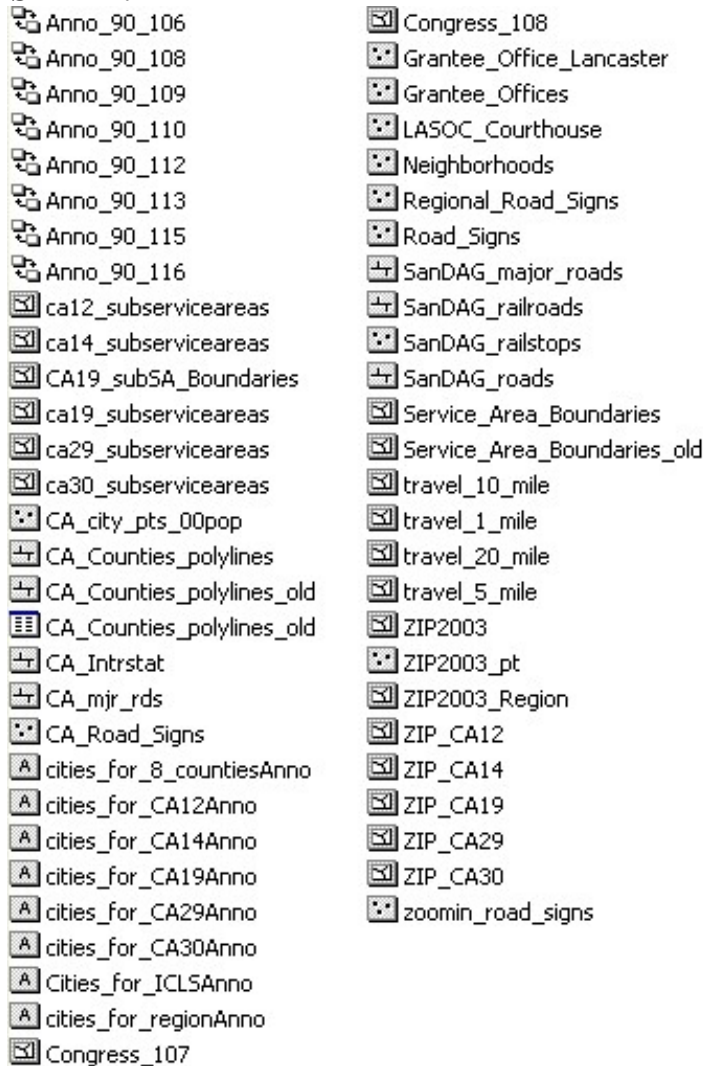 Anno_90_106
Anno_90_108
Anno_90_109
Anno_90_110
Anno_90_112
Anno_90_113
Anno_90_115
Anno_90_116
ca12_subserviceareas
ca14_subserviceareas
CA19_subSA_Boundaries
ca19_subserviceareas
ca29_subserviceareas
ca30_subserviceareas
CA_city_pts_00pop
CA_Counties_polylines
CA_Counties_polylines_old
CA_Counties_polylines_old
CA_Intrstat
CA_mjr_rds
CA_Road_Signs
cities_for_8_countiesAnno
cities_for_CA12Anno
cities_for_CA14Anno
cities_for_CA19Anno
cities_for_CA29Anno
cities_for_CA30Anno
Cities_for_ICLSAnno
cities_for_regionAnno
Congress_107
Congress_108
Grantee_Office_Lancaster
Grantee_Offices
LASOC_Courthouse
Neighborhoods
Regional_Road_Signs
Road_Signs
SanDAG_major_roads
SanDAG_railroads
SanDAG_railstops
SanDAG_roads
Service_Area_Boundaries
Service_Area_Boundaries_old
travel_10_mile
travel_1_mile
travel_20_mile
travel_5_mile
ZIP2003
ZIP2003_pt
ZIP2003_Region
ZIP_CA12
ZIP_CA14
ZIP_CA19
ZIP_CA29
ZIP_CA30
zoomin_road_signs